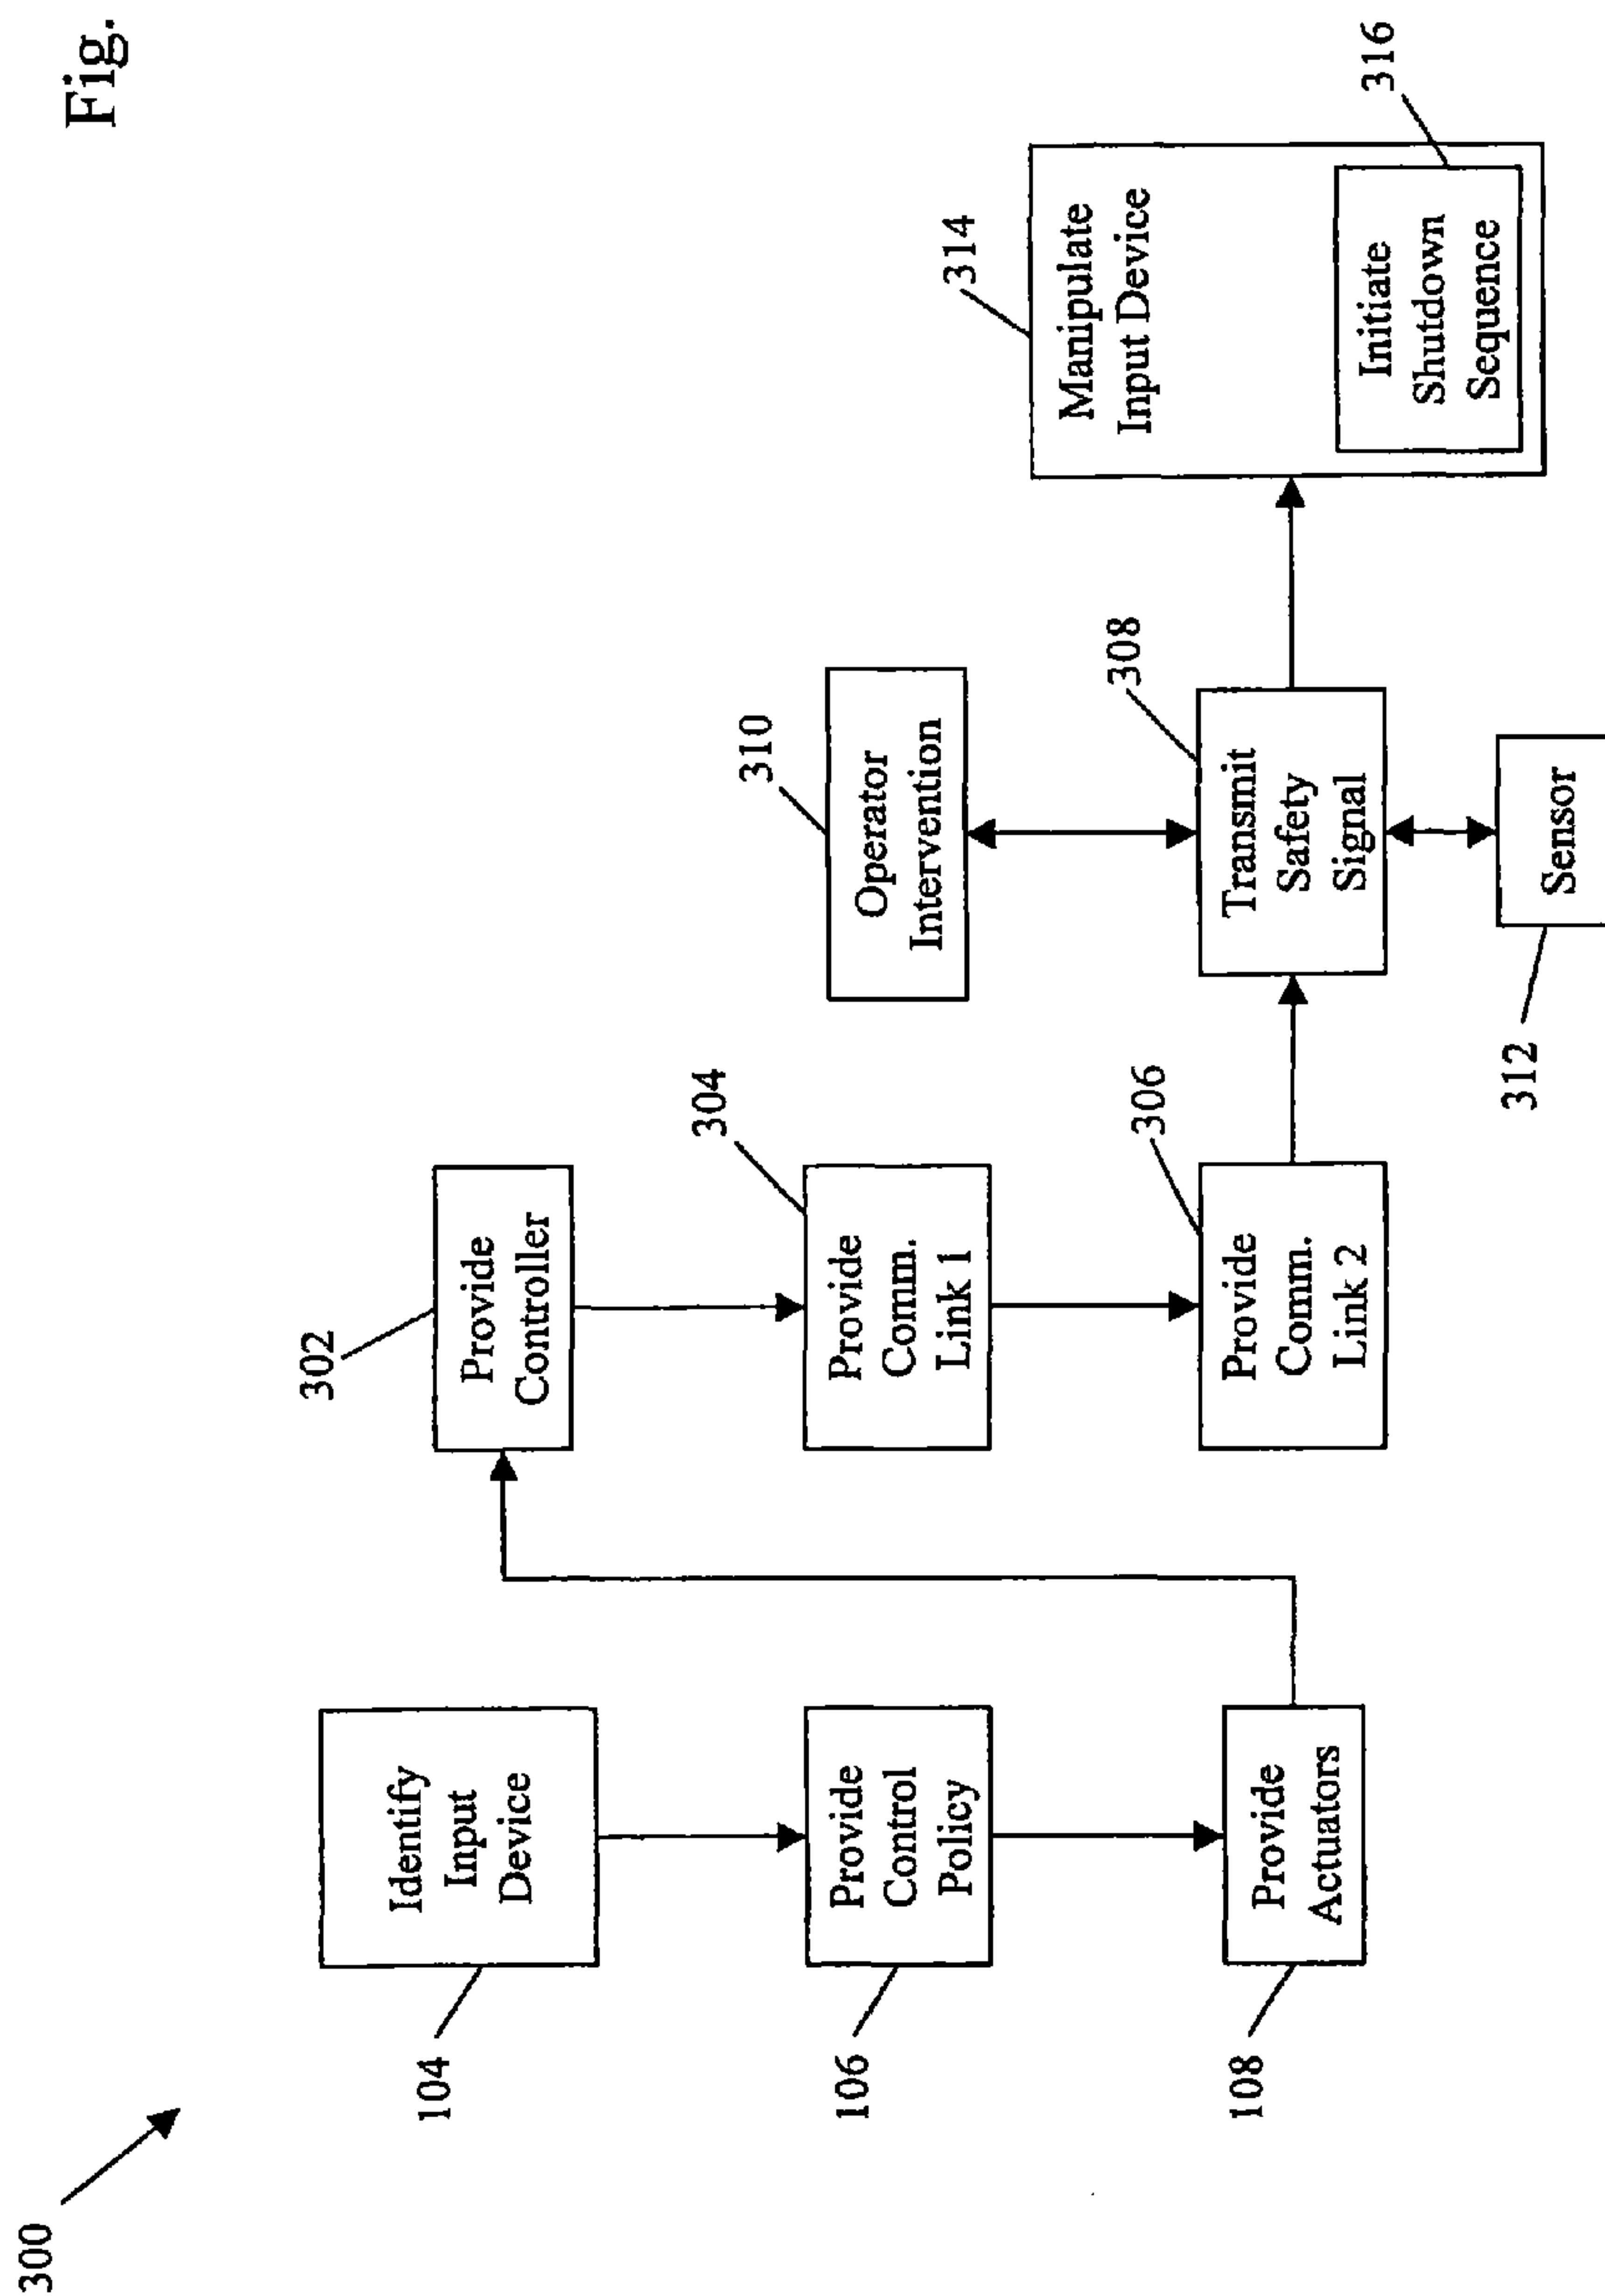 Fig.
300
104
Identify
Input
Device
106
Provide
Control
Policy
108
Provide
Actuators
302
Provide
Controller
304
Provide
Comm.
Link 1
306
Provide
Comm.
Link 2
310
Operator
Intervention
308
Transmit
Safety
Signal
312
Sensor
314
Manipulate
Input Device
316
Initiate
Shutdown
Sequence